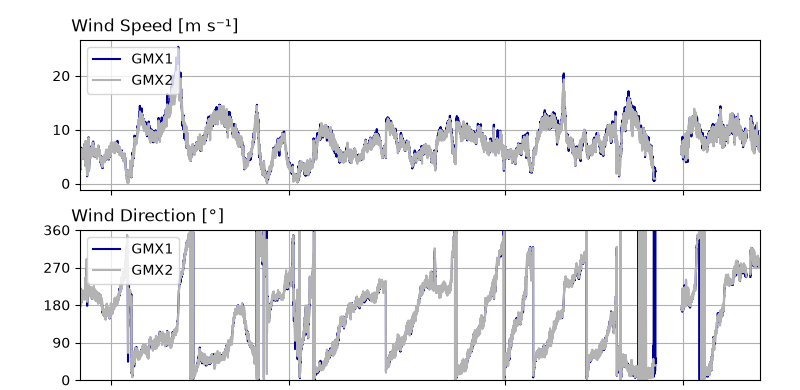 Wind Speed [m s⁻¹]
GMX1
GMX2
20
10
0
Wind Direction [°]
GMX1
GMX2
360
270
180
90
0